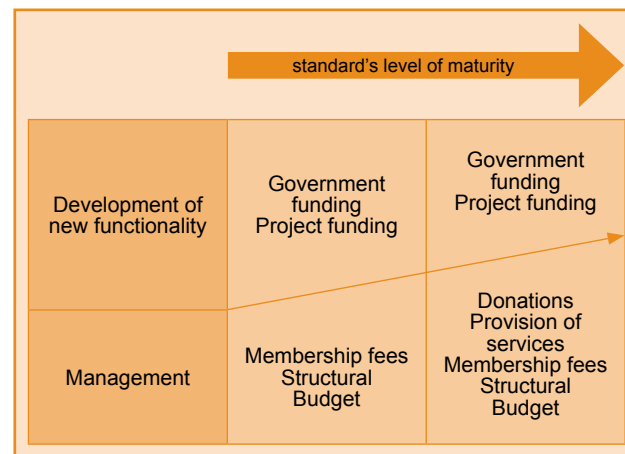 standard's level of maturity
Development of
new functionality
Government
funding
Project funding
Government
funding
Project funding
Management
Membership fees
Structural
Budget
Donations
Provision of
services
Membership fees
Structural
Budget